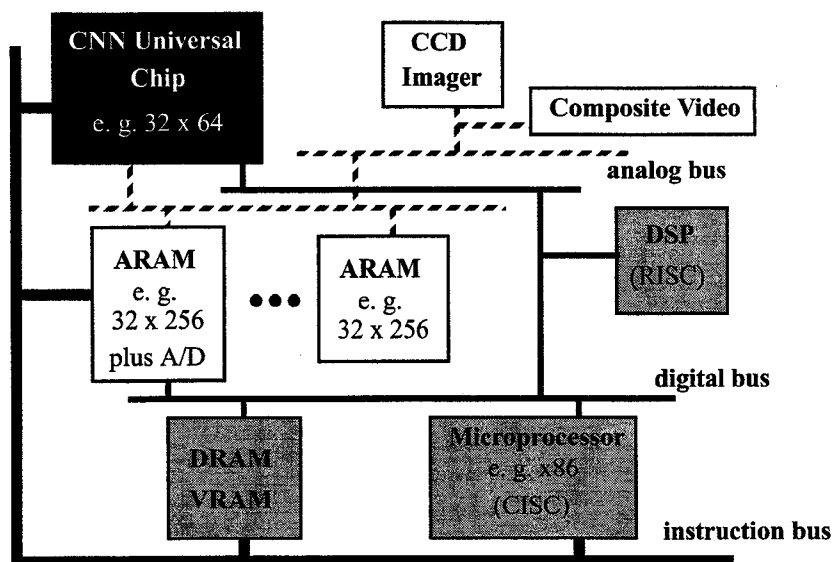 CNN Universal
Chip
e. g. 32 x 64
CCD
Imager
Composite Video
analog bus
DSP
(RISC)
ARAM
e. g.
32 x 256
plus A/D
ARAM
e. g.
32 x 256
digital bus
DRAM
VRAM
Microprocessor
e. g. x86
(CISC)
instruction bus